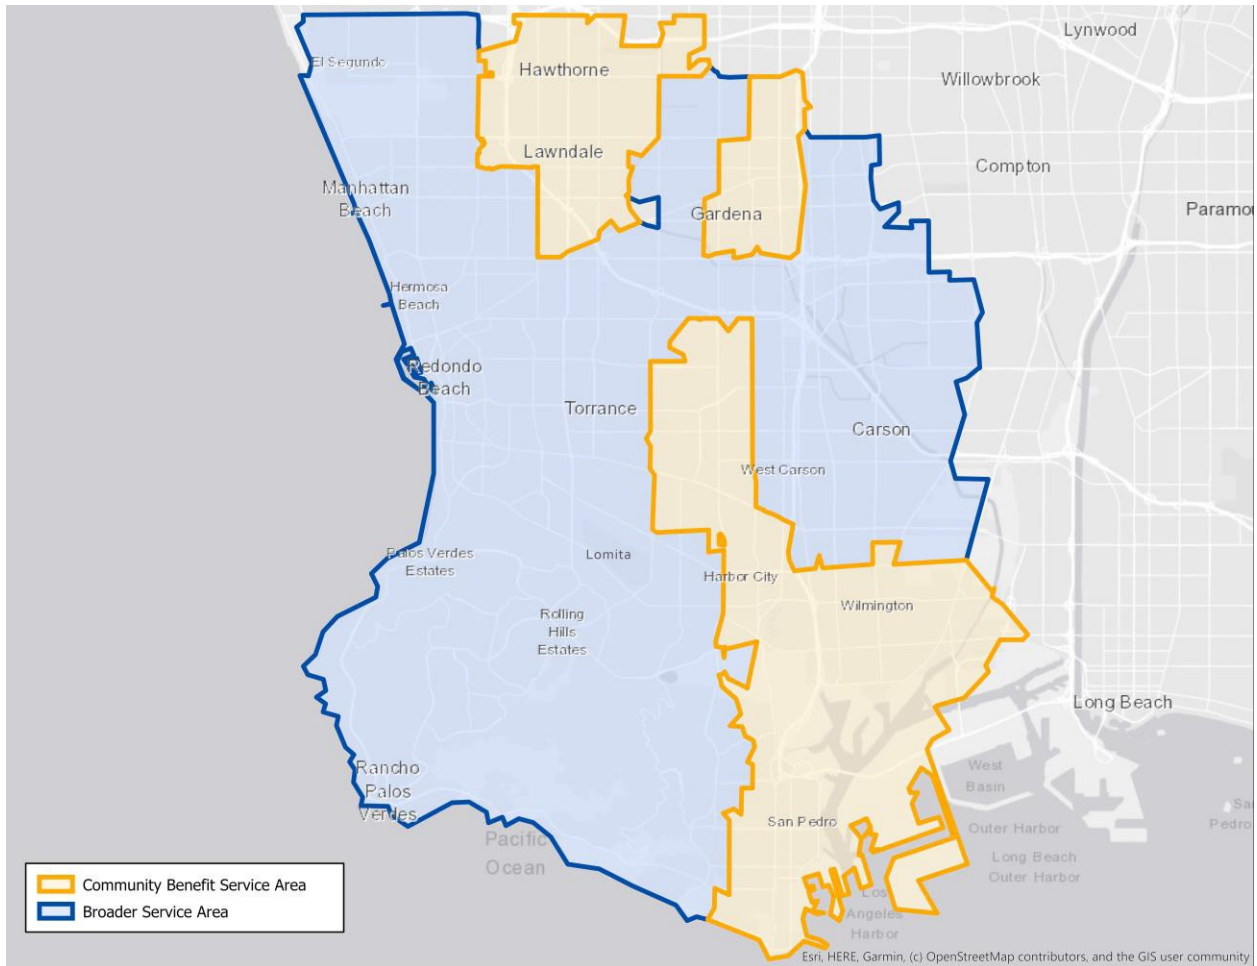 Lynwood
El Segundo
Hawthorne
Willowbrook
Lawndale
Compton
Manhattan
Beach
Gardena
Paramou
Hermosa
Beach
Redondo
Beach
Torrance
Carson
West Carson
Palos Verdes
Estates
Lomita
Harbor City
Wilmington
Rolling
Hills
Estates
Long Beach
Rancho
Palos
Verdes
West
Basin
San Pedro
Outer Harbor
Sa
Pedro
Pacific
Ocean
Long Beach
Outer Harbor
Los
Angeles
Harbor
Community Benefit Service Area
Broader Service Area
Esri, HERE, Garmin, (c) OpenStreetMap contributors, and the GIS user community